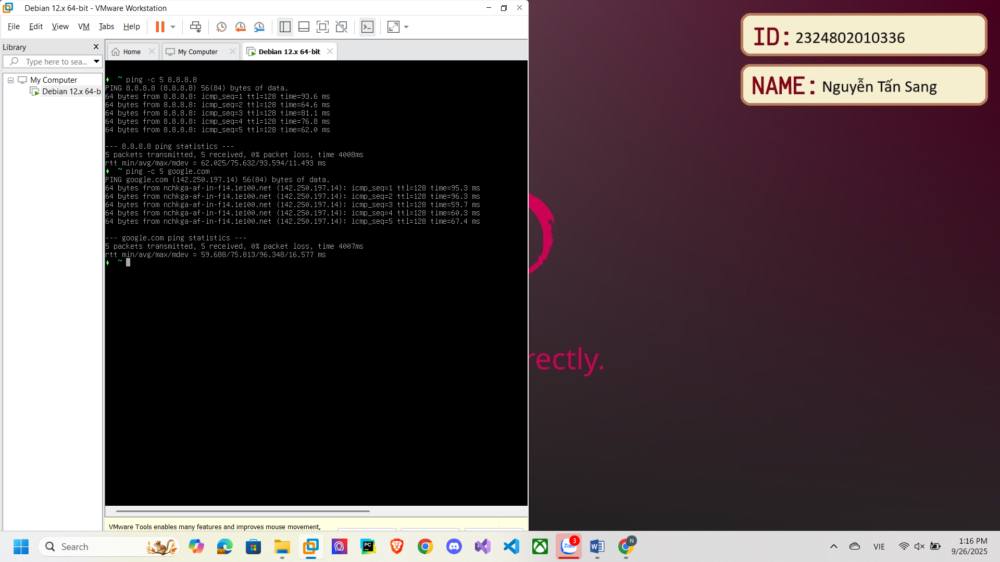 Debian 12.x 64-bit - VMware Workstation
File Edit View VM Tabs Help
Library
Type here to sea...
My Computer
Debian 12.x 64-b
Home
My Computer
Debian 12.x 64-bit
~ ping -c 5 8.8.8.8
PING 8.8.8.8 (8.8.8.8) 56(84) bytes of data.
64 bytes from 8.8.8.8: icmp_seq=1 ttl=128 time=93.6 ms
64 bytes from 8.8.8.8: icmp_seq=2 ttl=128 time=64.6 ms
64 bytes from 8.8.8.8: icmp_seq=3 ttl=128 time=81.1 ms
64 bytes from 8.8.8.8: icmp_seq=4 ttl=128 time=76.8 ms
64 bytes from 8.8.8.8: icmp_seq=5 ttl=128 time=62.0 ms
--- 8.8.8.8 ping statistics ---
5 packets transmitted, 5 received, 0% packet loss, time 4008ms
rtt min/avg/max/mdev = 62.025/75.632/93.594/11.493 ms
~ ping -c 5 google.com
PING google.com (142.250.197.14) 56(84) bytes of data.
64 bytes from nchkga-af-in-f14.1e100.net (142.250.197.14): icmp_seq=1 ttl=128 time=95.3 ms
64 bytes from nchkga-af-in-f14.1e100.net (142.250.197.14): icmp_seq=2 ttl=128 time=96.3 ms
64 bytes from nchkga-af-in-f14.1e100.net (142.250.197.14): icmp_seq=3 ttl=128 time=59.7 ms
64 bytes from nchkga-af-in-f14.1e100.net (142.250.197.14): icmp_seq=4 ttl=128 time=60.3 ms
64 bytes from nchkga-af-in-f14.1e100.net (142.250.197.14): icmp_seq=5 ttl=128 time=67.4 ms
--- google.com ping statistics ---
5 packets transmitted, 5 received, 0% packet loss, time 4007ms
rtt min/avg/max/mdev = 59.688/75.813/96.348/16.577 ms
~
VMware Tools enables many features and improves mouse movement,
ID: 2324802010336
NAME: Nguyễn Tấn Sang
rectly.
Search
PC
Zalo
3
N
VIE
1:16 PM
9/26/2025